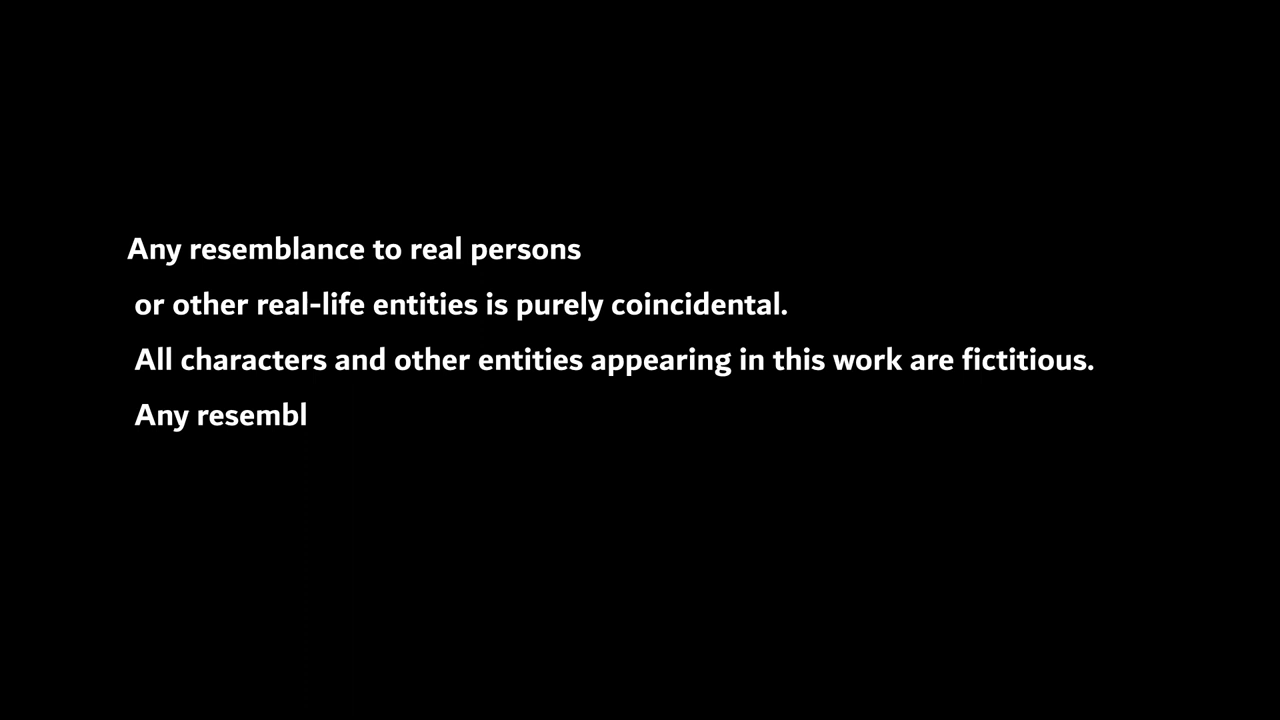 Any resemblance to real persons
or other real-life entities is purely coincidental.
All characters and other entities appearing in this work are fictitious.
Any resembl